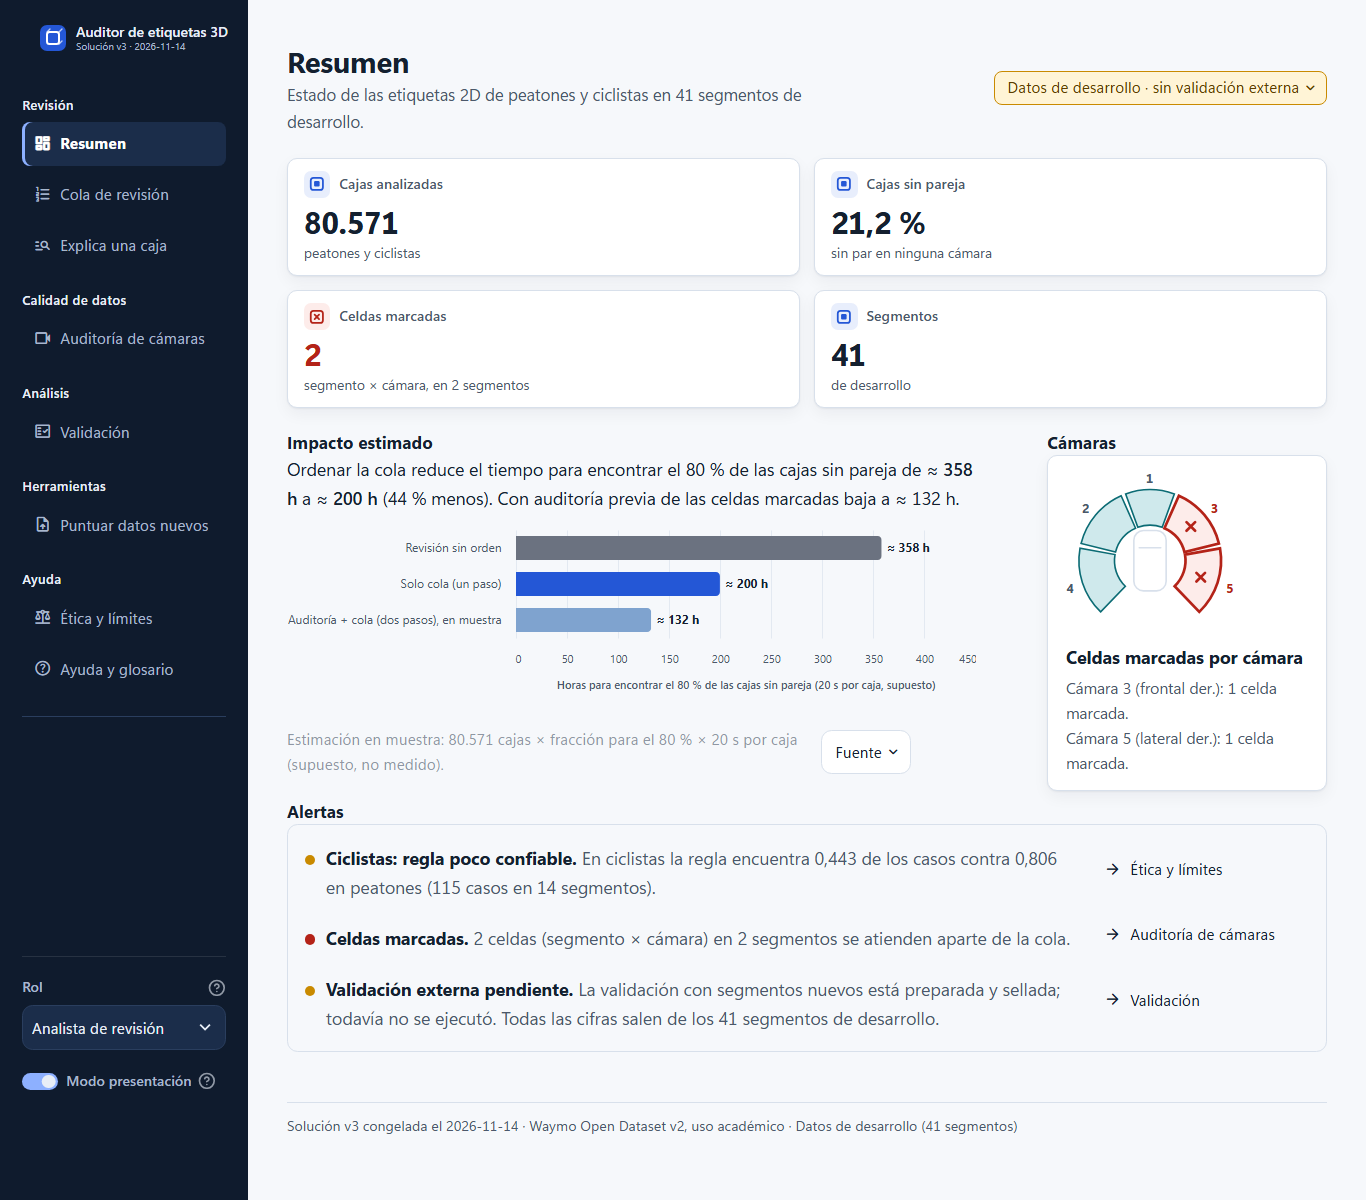 Auditor de etiquetas 3D
Solución v3 · 2026-11-14
Revisión
Resumen
Cola de revisión
Explica una caja
Calidad de datos
Auditoría de cámaras
Análisis
Validación
Herramientas
Puntuar datos nuevos
Ayuda
Ética y límites
Ayuda y glosario
Rol
Analista de revisión
Modo presentación
Resumen
Estado de las etiquetas 2D de peatones y ciclistas en 41 segmentos de
desarrollo.
Datos de desarrollo · sin validación externa
Cajas analizadas
80.571
peatones y ciclistas
Cajas sin pareja
21,2 %
sin par en ninguna cámara
Celdas marcadas
2
segmento × cámara, en 2 segmentos
Segmentos
41
de desarrollo
Impacto estimado
Ordenar la cola reduce el tiempo para encontrar el 80 % de las cajas sin pareja de ≈ 358
h a ≈ 200 h (44 % menos). Con auditoría previa de las celdas marcadas baja a ≈ 132 h.
Revisión sin orden
≈ 358 h
Solo cola (un paso)
≈ 200 h
Auditoría + cola (dos pasos), en muestra
≈ 132 h
0 50 100 150 200 250 300 350 400 450
Horas para encontrar el 80 % de las cajas sin pareja (20 s por caja, supuesto)
Estimación en muestra: 80.571 cajas × fracción para el 80 % × 20 s por caja
(supuesto, no medido).
Fuente
Cámaras
1
2
3
4
5
Celdas marcadas por cámara
Cámara 3 (frontal der.): 1 celda
marcada.
Cámara 5 (lateral der.): 1 celda
marcada.
Alertas
Ciclistas: regla poco confiable. En ciclistas la regla encuentra 0,443 de los casos contra 0,806
en peatones (115 casos en 14 segmentos).
Ética y límites
Celdas marcadas. 2 celdas (segmento × cámara) en 2 segmentos se atienden aparte de la cola.
Auditoría de cámaras
Validación externa pendiente. La validación con segmentos nuevos está preparada y sellada;
todavía no se ejecutó. Todas las cifras salen de los 41 segmentos de desarrollo.
Validación
Solución v3 congelada el 2026-11-14 · Waymo Open Dataset v2, uso académico · Datos de desarrollo (41 segmentos)